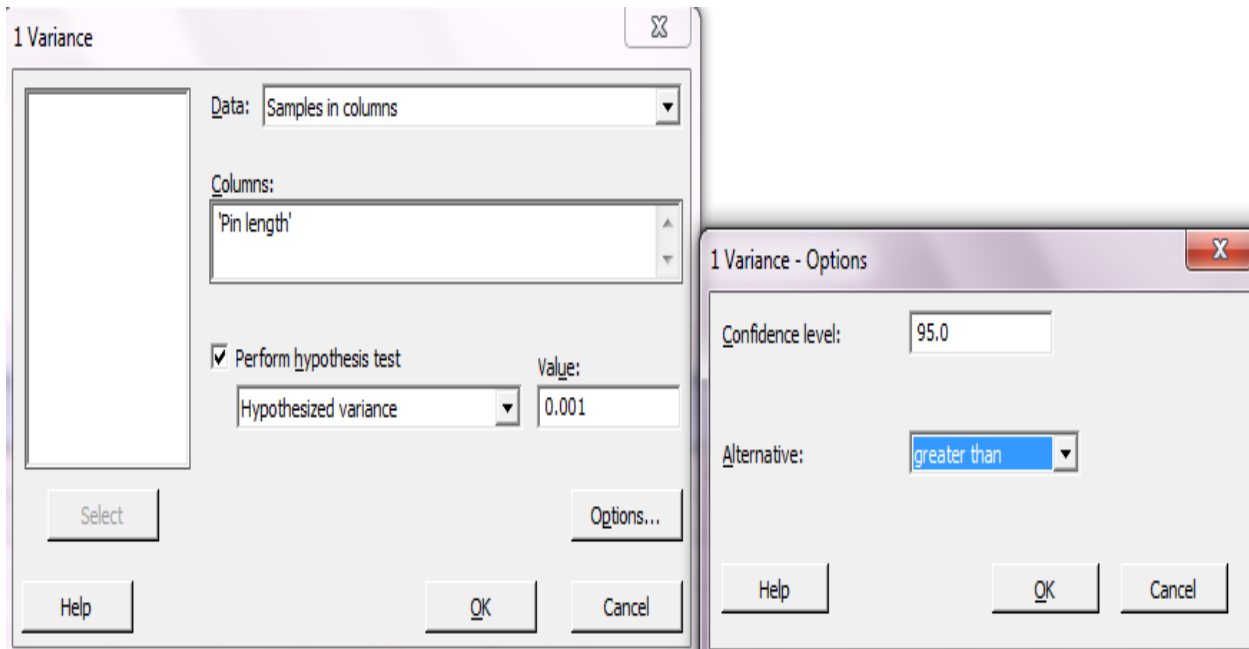 1 Variance
Data: Samples in columns
Columns:
'Pin length'
Perform hypothesis test
Value:
Hypothesized variance
0.001
Select
Options...
Help
OK
Cancel
1 Variance - Options
Confidence level: 95.0
Alternative: greater than
Help
OK
Cancel